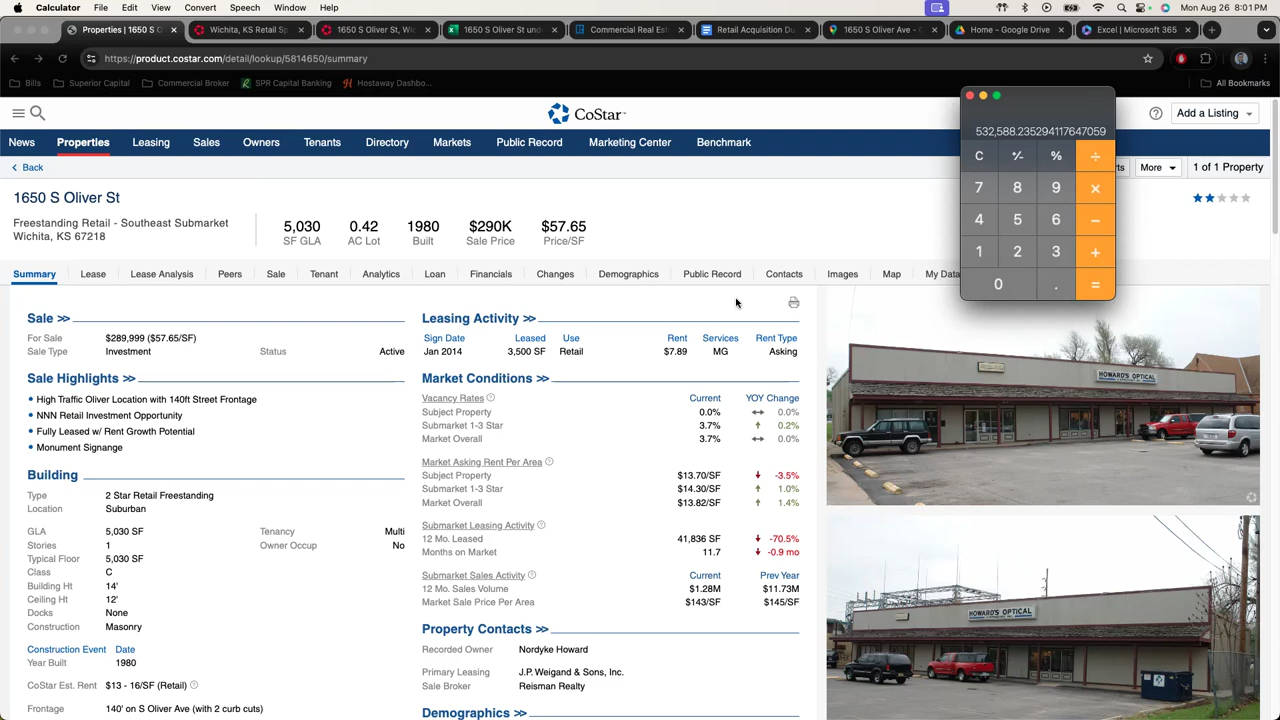 Calculator File Edit View Convert Speech Window Help Mon Aug 26 8:01 PM
Properties | 1650 S O Wichita, KS Retail Sp 1650 S Oliver St, Wic 1650 S Oliver St und Commercial Real Est Retail Acquisition Du 1650 S Oliver Ave - G Home - Google Drive Excel | Microsoft 365
https://product.costar.com/detail/lookup/5814650/summary
Bills Superior Capital Commercial Broker SPR Capital Banking Hostaway Dashbo... All Bookmarks
CoStar Add a Listing
News Properties Leasing Sales Owners Tenants Directory Markets Public Record Marketing Center Benchmark
Back rts More 1 of 1 Property
532,588.235294117647059
C +/- % ÷
7 8 9 ×
4 5 6 −
1 2 3 +
0 . =
1650 S Oliver St
Freestanding Retail - Southeast Submarket
Wichita, KS 67218
5,030 0.42 1980 $290K $57.65
SF GLA AC Lot Built Sale Price Price/SF
Summary Lease Lease Analysis Peers Sale Tenant Analytics Loan Financials Changes Demographics Public Record Contacts Images Map My Data
Sale >>
For Sale $289,999 ($57.65/SF)
Sale Type Investment Status Active
Sale Highlights >>
• High Traffic Oliver Location with 140ft Street Frontage
• NNN Retail Investment Opportunity
• Fully Leased w/ Rent Growth Potential
• Monument Signage
Building
Type 2 Star Retail Freestanding
Location Suburban
GLA 5,030 SF Tenancy Multi
Stories 1 Owner Occup No
Typical Floor 5,030 SF
Class C
Building Ht 14'
Ceiling Ht 12'
Docks None
Construction Masonry
Construction Event Date
Year Built 1980
CoStar Est. Rent $13 - 16/SF (Retail)
Frontage 140' on S Oliver Ave (with 2 curb cuts)
Leasing Activity >>
Sign Date Leased Use Rent Services Rent Type
Jan 2014 3,500 SF Retail $7.89 MG Asking
Market Conditions >>
Vacancy Rates Current YOY Change
Subject Property 0.0% 0.0%
Submarket 1-3 Star 3.7% 0.2%
Market Overall 3.7% 0.0%
Market Asking Rent Per Area
Subject Property $13.70/SF -3.5%
Submarket 1-3 Star $14.30/SF 1.0%
Market Overall $13.82/SF 1.4%
Submarket Leasing Activity
12 Mo. Leased 41,836 SF -70.5%
Months on Market 11.7 -0.9 mo
Submarket Sales Activity Current Prev Year
12 Mo. Sales Volume $1.28M $11.73M
Market Sale Price Per Area $143/SF $145/SF
Property Contacts >>
Recorded Owner Nordyke Howard
Primary Leasing J.P. Weigand & Sons, Inc.
Sale Broker Reisman Realty
Demographics >>
HOWARD'S OPTICAL
HOWARD'S OPTICAL